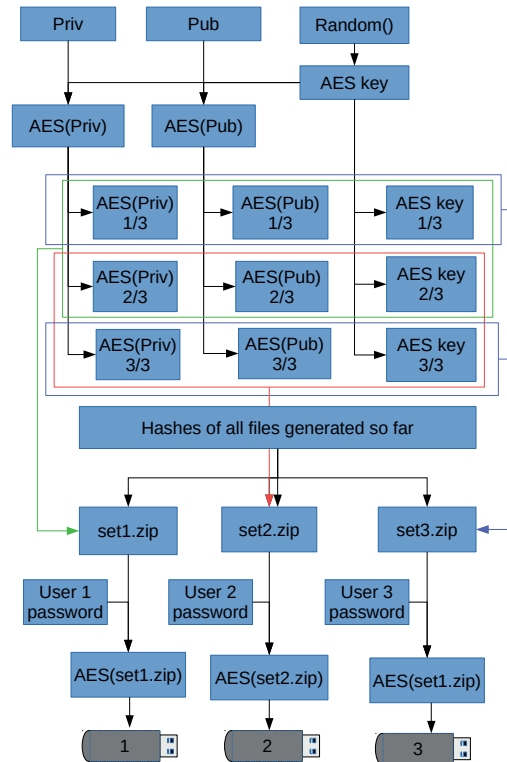 Priv
Pub
Random()
AES key
AES(Priv)
AES(Pub)
AES(Priv)
1/3
AES(Pub)
1/3
AES key
1/3
AES(Priv)
2/3
AES(Pub)
2/3
AES key
2/3
AES(Priv)
3/3
AES(Pub)
3/3
AES key
3/3
Hashes of all files generated so far
set1.zip
set2.zip
set3.zip
User 1
password
User 2
password
User 3
password
AES(set1.zip)
AES(set2.zip)
AES(set1.zip)
1
2
3